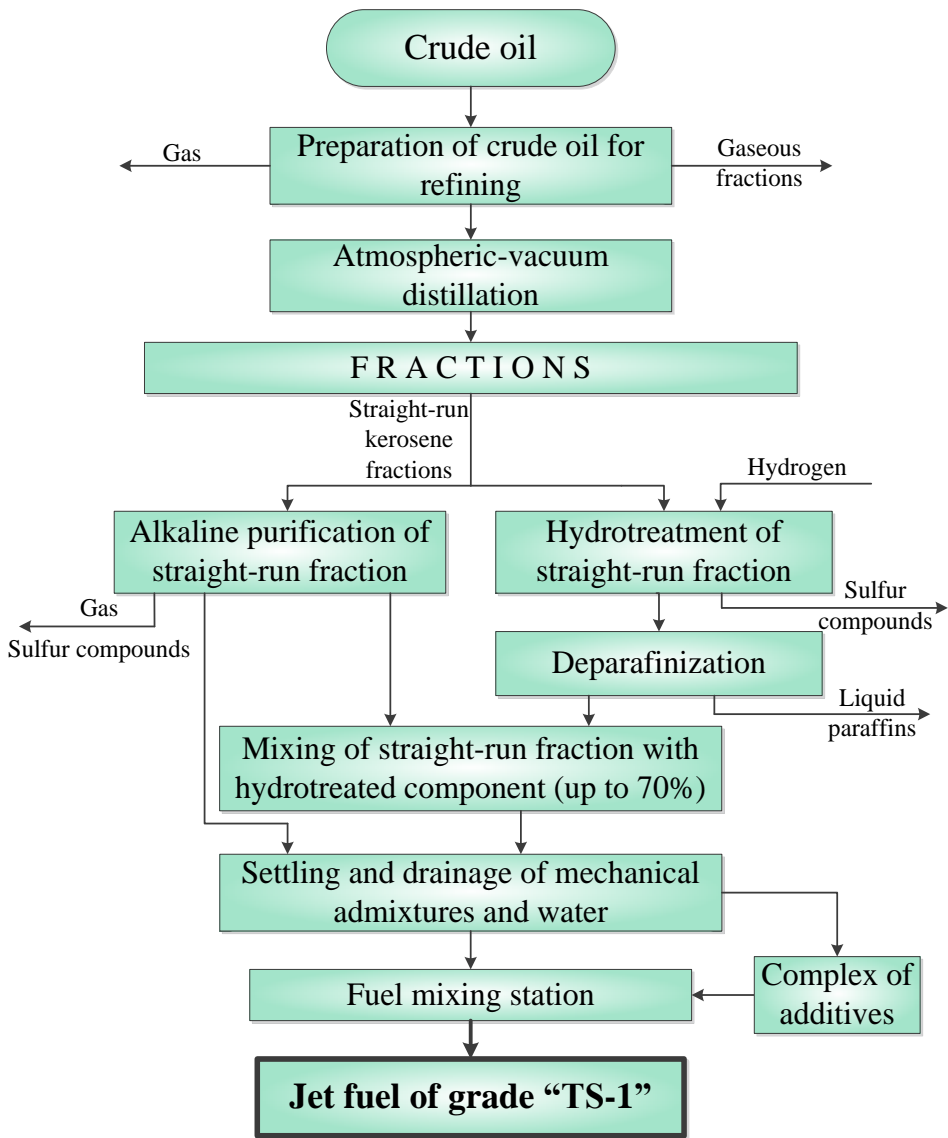 Crude oil
Gas
Preparation of crude oil for
refining
Gaseous
fractions
Atmospheric-vacuum
distillation
F R A C T I O N S
Straight-run
kerosene
fractions
Hydrogen
Alkaline purification of
straight-run fraction
Hydrotreatment of
straight-run fraction
Gas
Sulfur compounds
Sulfur
compounds
Deparafinization
Liquid
paraffins
Mixing of straight-run fraction with
hydrotreated component (up to 70%)
Settling and drainage of mechanical
admixtures and water
Complex of
additives
Fuel mixing station
Jet fuel of grade “TS-1”